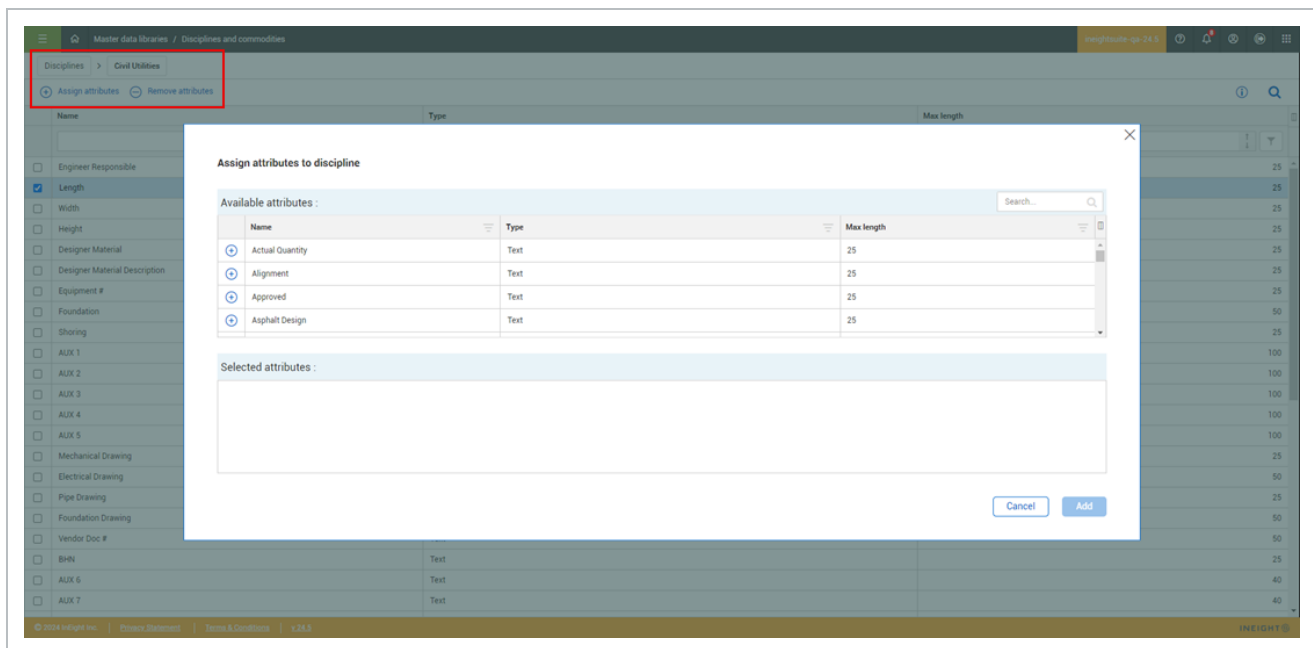 Master data libraries / Disciplines and commodities ineightsuite-qa-24.5
Disciplines > Civil Utilities
Assign attributes Remove attributes
Name Type Max length
Engineer Responsible 25
Length 25
Width 25
Height 25
Designer Material 25
Designer Material Description 25
Equipment # 25
Foundation 50
Shoring 25
AUX 1 100
AUX 2 100
AUX 3 100
AUX 4 100
AUX 5 100
Mechanical Drawing 25
Electrical Drawing 50
Pipe Drawing 25
Foundation Drawing 50
Vendor Doc # 50
BHN Text 25
AUX 6 Text 40
AUX 7 Text 40
Assign attributes to discipline
Available attributes :
Search...
Name Type Max length
Actual Quantity Text 25
Alignment Text 25
Approved Text 25
Asphalt Design Text 25
Selected attributes :
Cancel Add
© 2024 InEight Inc | Privacy Statement | Terms & Conditions | v 24.5 INEIGHT